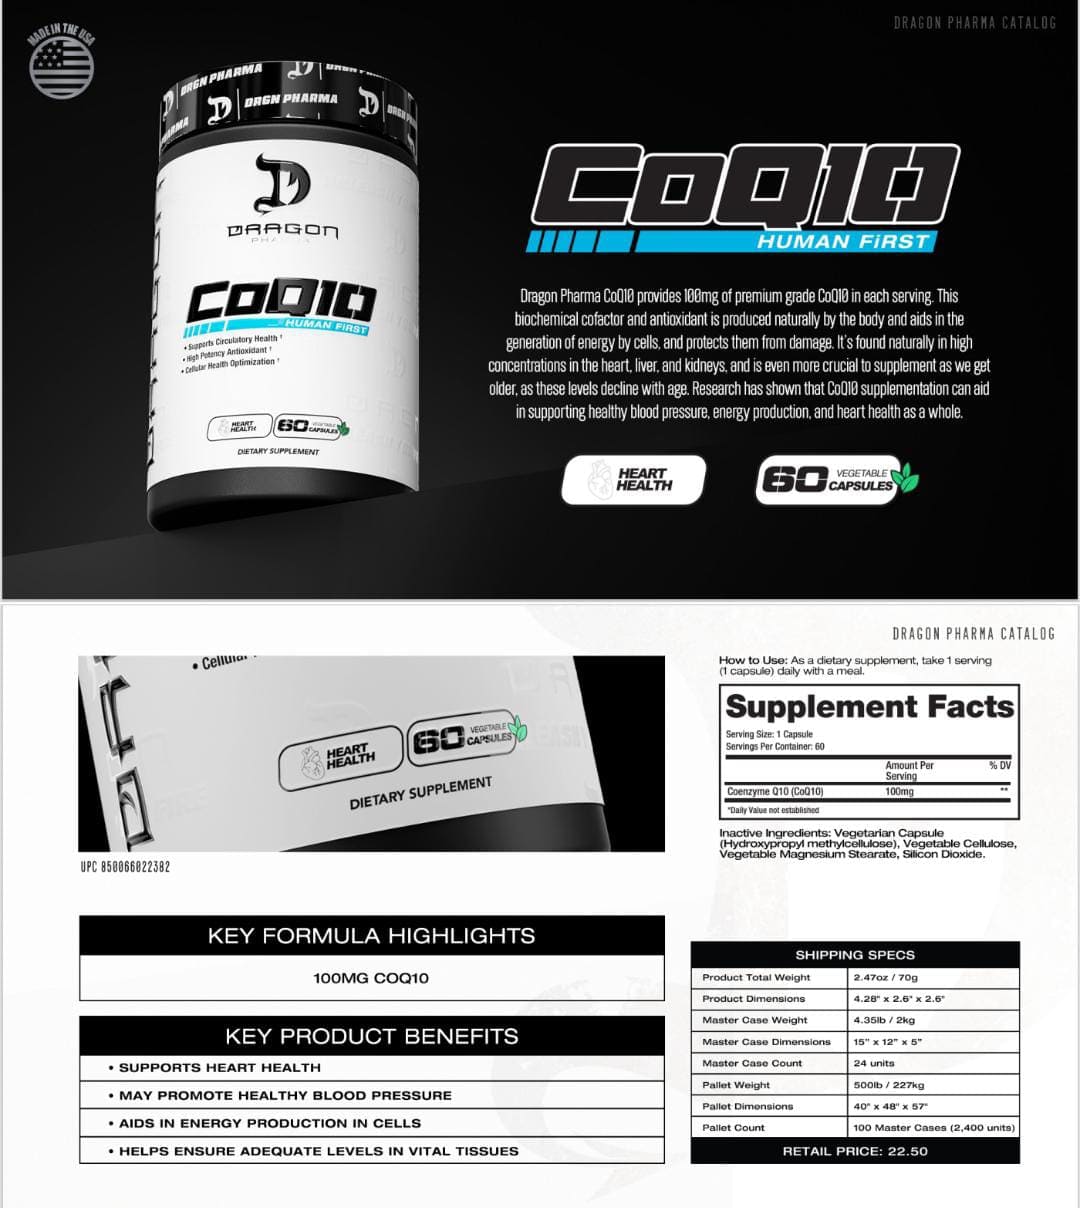 MADE IN THE USA
DRAGON PHARMA CATALOG
DRGN PHARMA
DRGN PHARMA
DRAGON
PHARMA
CoQ10
HUMAN FiRST
• Supports Circulatory Health †
• High Potency Antioxidant †
• Cellular Health Optimization †
HEART
HEALTH
60 VEGETABLE
CAPSULES
DIETARY SUPPLEMENT
CoQ10
HUMAN FiRST
Dragon Pharma CoQ10 provides 100mg of premium grade CoQ10 in each serving. This
biochemical cofactor and antioxidant is produced naturally by the body and aids in the
generation of energy by cells, and protects them from damage. It's found naturally in high
concentrations in the heart, liver, and kidneys, and is even more crucial to supplement as we get
older, as these levels decline with age. Research has shown that CoQ10 supplementation can aid
in supporting healthy blood pressure, energy production, and heart health as a whole.
HEART
HEALTH
60 VEGETABLE
CAPSULES
DRAGON PHARMA CATALOG
HEART
HEALTH
60 VEGETABLE
CAPSULES
DIETARY SUPPLEMENT
UPC 850066022382
How to Use: As a dietary supplement, take 1 serving
(1 capsule) daily with a meal.
Supplement Facts
Serving Size: 1 Capsule
Servings Per Container: 60
Amount Per
Serving
% DV
Coenzyme Q10 (CoQ10) 100mg **
*Daily Value not established
Inactive Ingredients: Vegetarian Capsule
(Hydroxypropyl methylcellulose), Vegetable Cellulose,
Vegetable Magnesium Stearate, Silicon Dioxide.
KEY FORMULA HIGHLIGHTS
100MG COQ10
KEY PRODUCT BENEFITS
• SUPPORTS HEART HEALTH
• MAY PROMOTE HEALTHY BLOOD PRESSURE
• AIDS IN ENERGY PRODUCTION IN CELLS
• HELPS ENSURE ADEQUATE LEVELS IN VITAL TISSUES
SHIPPING SPECS
Product Total Weight 2.47oz / 70g
Product Dimensions 4.28" x 2.6" x 2.6"
Master Case Weight 4.35lb / 2kg
Master Case Dimensions 15" x 12" x 5"
Master Case Count 24 units
Pallet Weight 500lb / 227kg
Pallet Dimensions 40" x 48" x 57"
Pallet Count 100 Master Cases (2,400 units)
RETAIL PRICE: 22.50